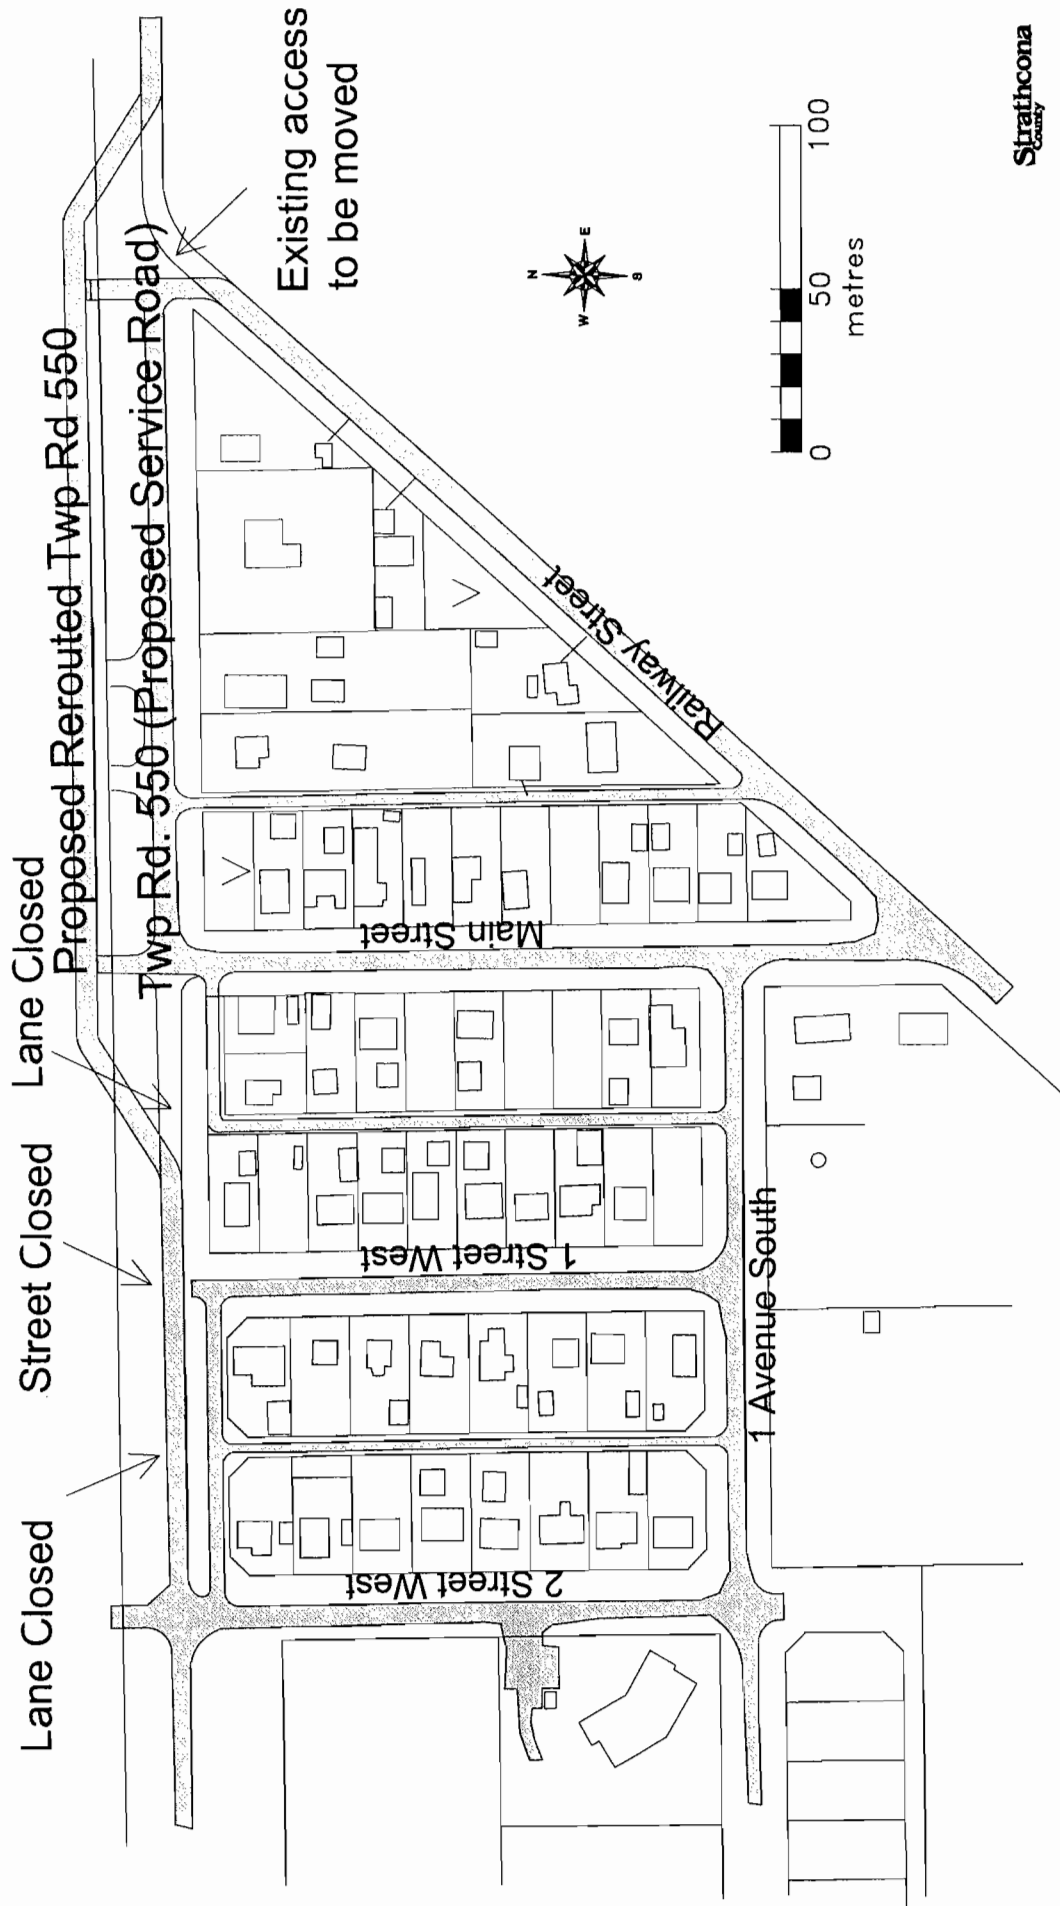 Lane Closed
Street Closed
Lane Closed
Proposed Rerouted Twp Rd 550
Twp Rd. 550 (Proposed Service Road)
Existing access
to be moved
2 Street West
1 Street West
Main Street
Railway Street
1 Avenue South
N
W
E
S
0
50
100
metres
Strathcona
County